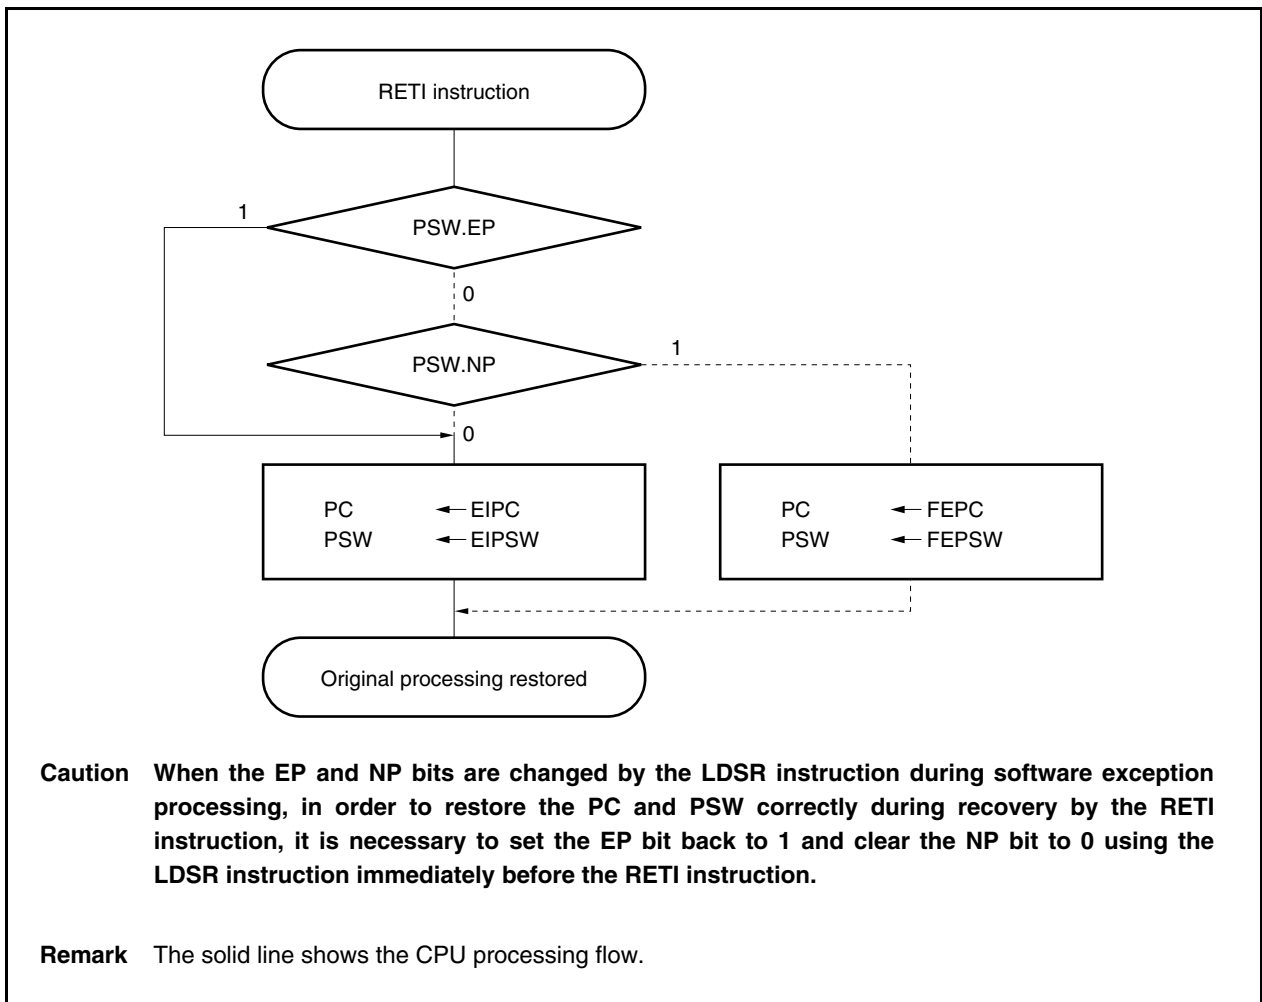 RETI instruction
1
PSW.EP
0
1
PSW.NP
0
PC ← EIPC
PSW ← EIPSW
PC ← FEPC
PSW ← FEPSW
Original processing restored
Caution When the EP and NP bits are changed by the LDSR instruction during software exception
processing, in order to restore the PC and PSW correctly during recovery by the RETI
instruction, it is necessary to set the EP bit back to 1 and clear the NP bit to 0 using the
LDSR instruction immediately before the RETI instruction.
Remark The solid line shows the CPU processing flow.